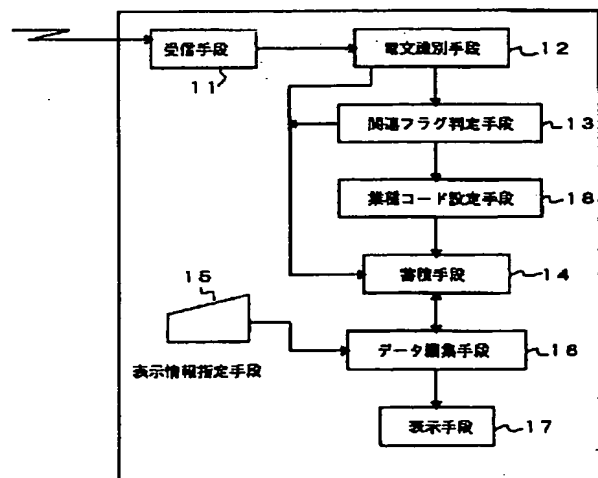 受信手段
11
電文識別手段
12
関連フラグ判定手段
13
業種コード設定手段
18
蓄積手段
14
15
表示情報指定手段
データ編集手段
16
表示手段
17